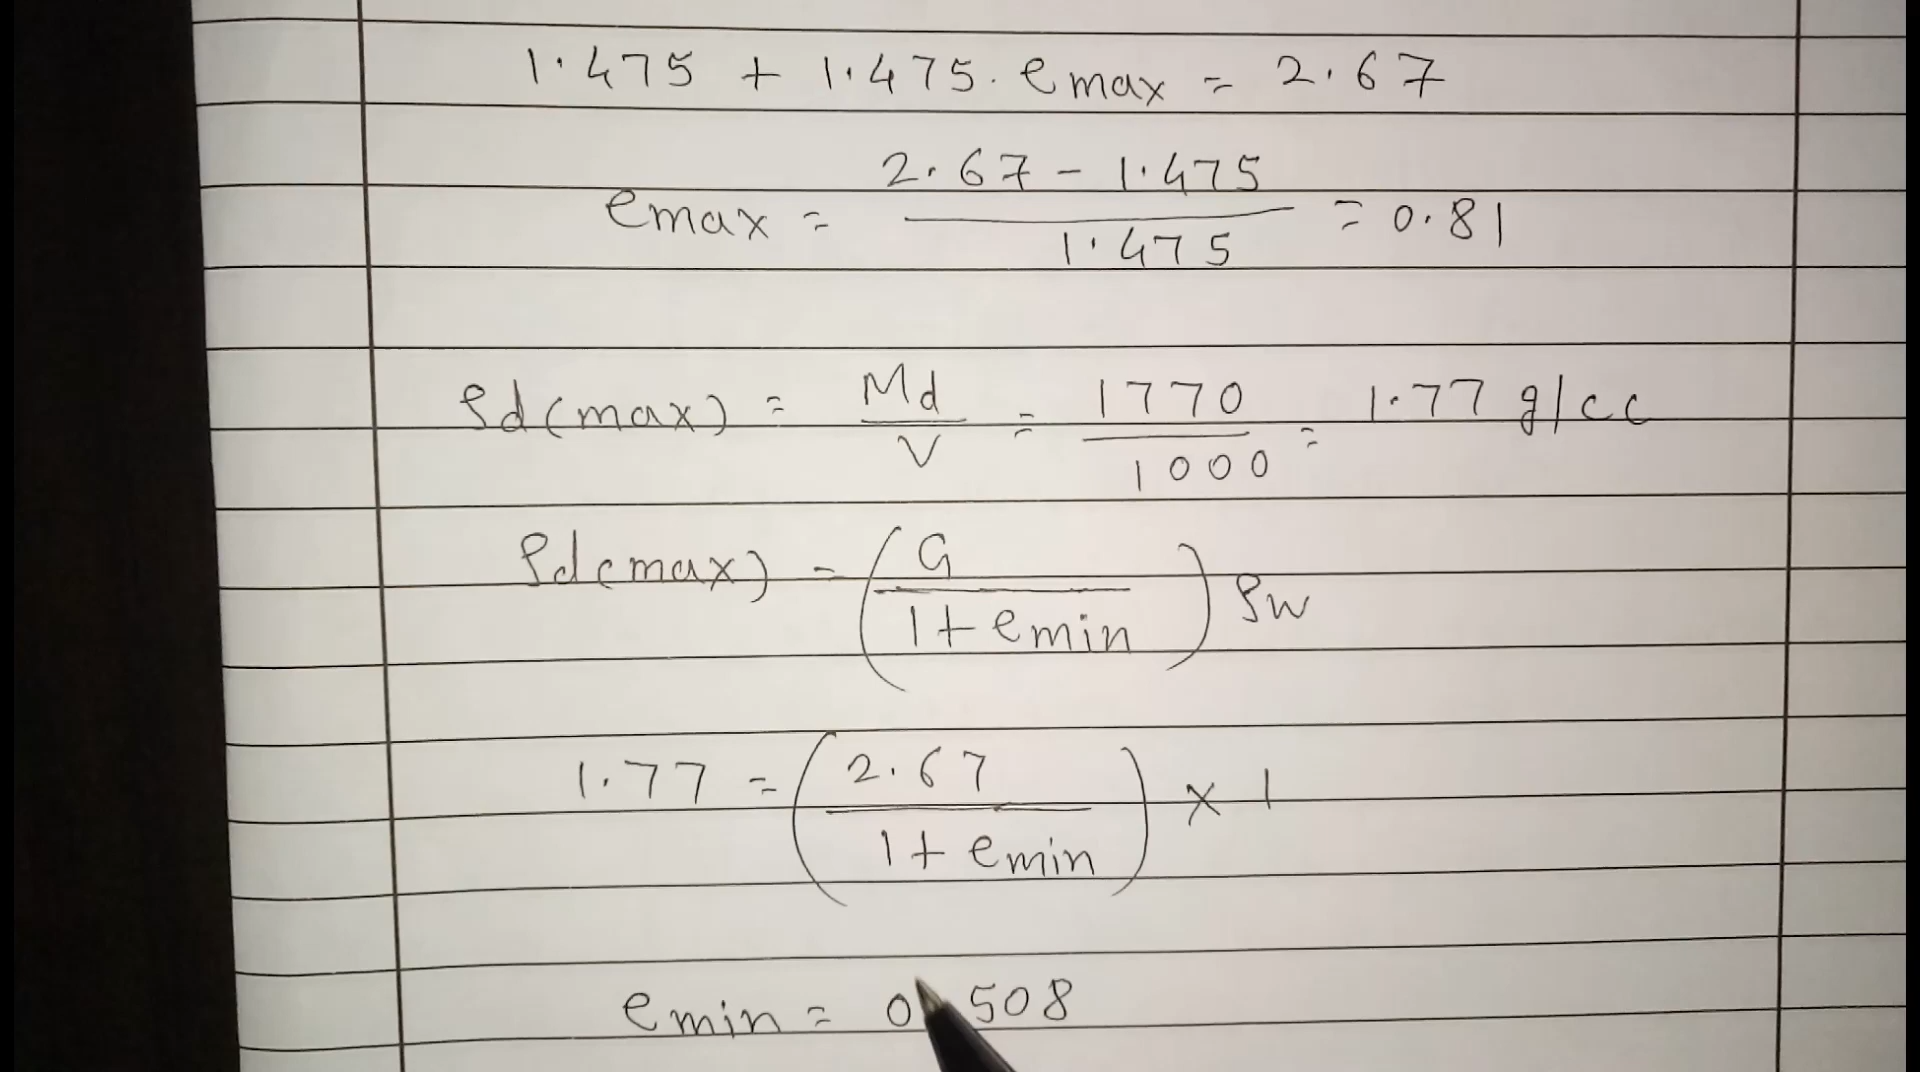 1.475 + 1.475. emax = 2.67
emax = (2.67 - 1.475) / 1.475 = 0.81
ρd(max) = Md / V = 1770 / 1000 = 1.77 g/cc
ρd(max) = (G / (1 + emin)) ρw
1.77 = (2.67 / (1 + emin)) × 1
emin = 0 508